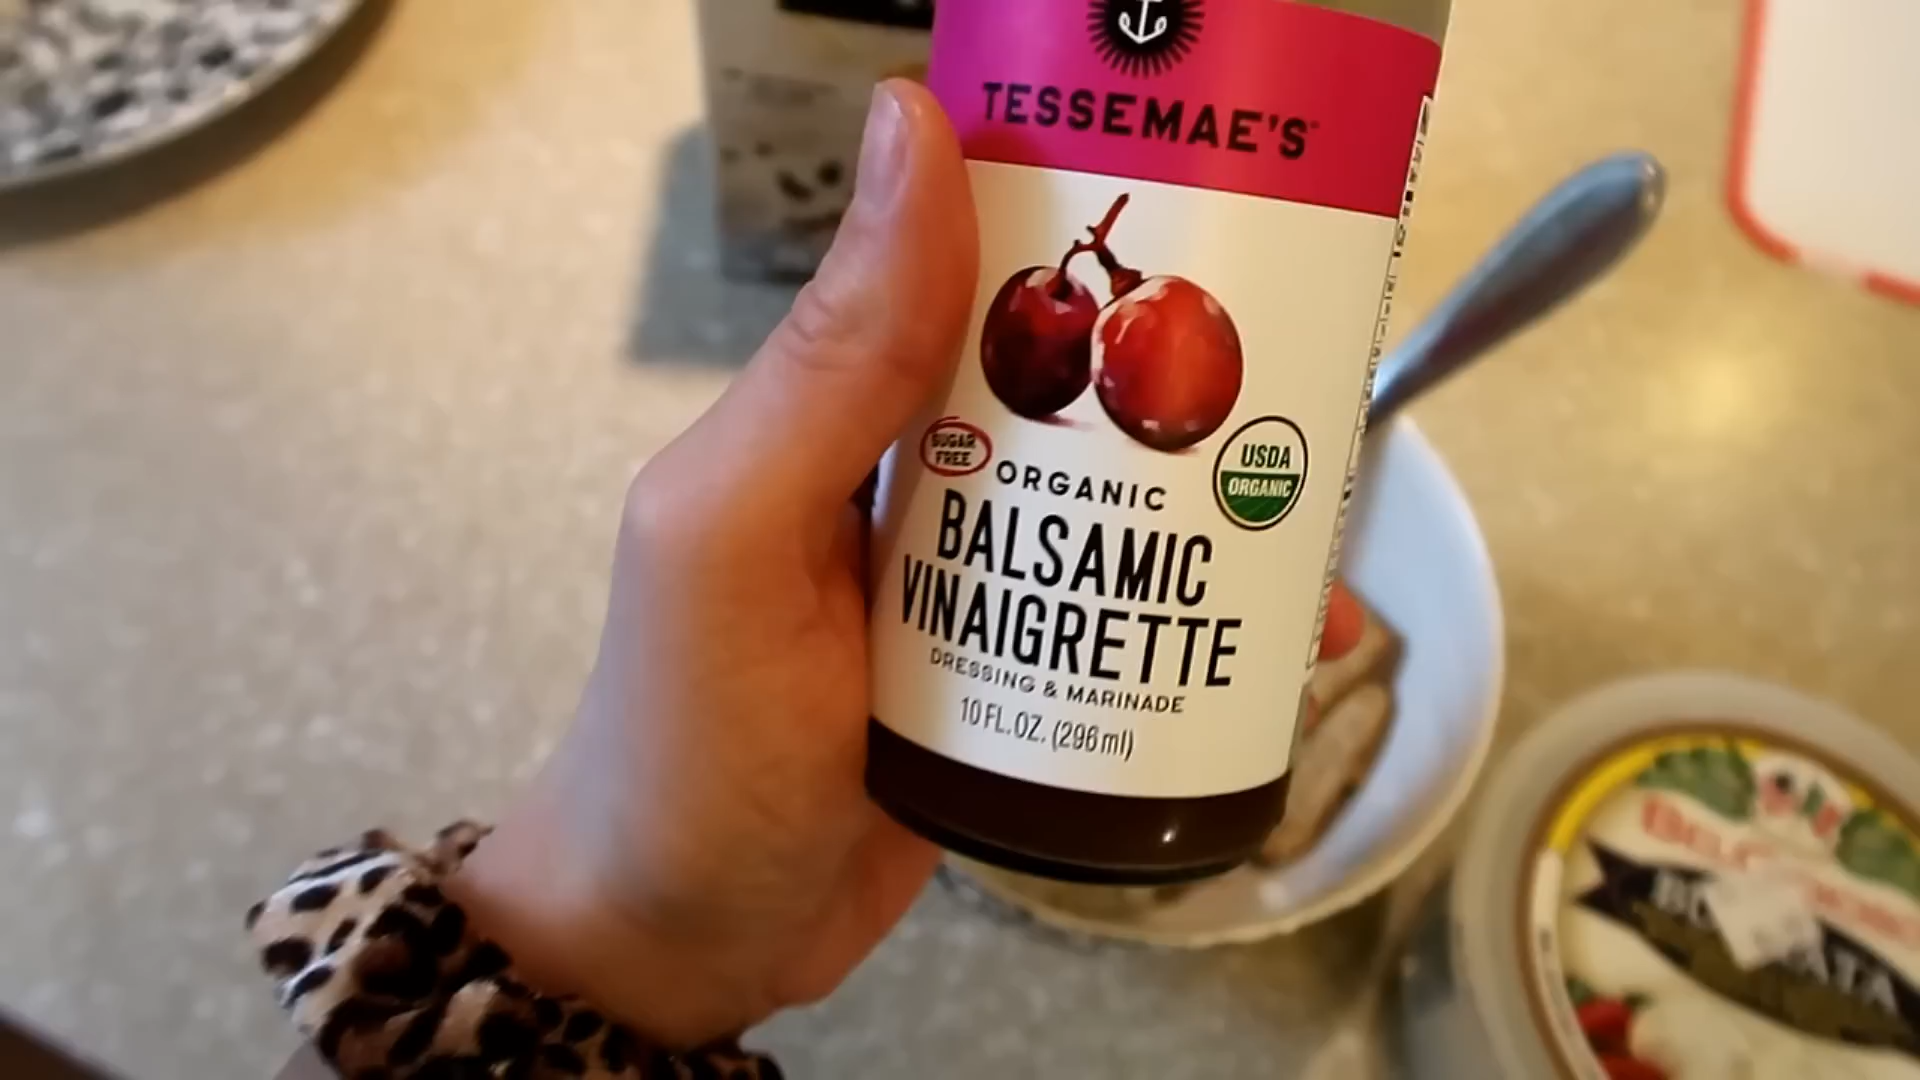 TESSEMAE'S
SUGAR
FREE
USDA
ORGANIC
ORGANIC
BALSAMIC
VINAIGRETTE
DRESSING & MARINADE
10 FL. OZ. (296 ml)